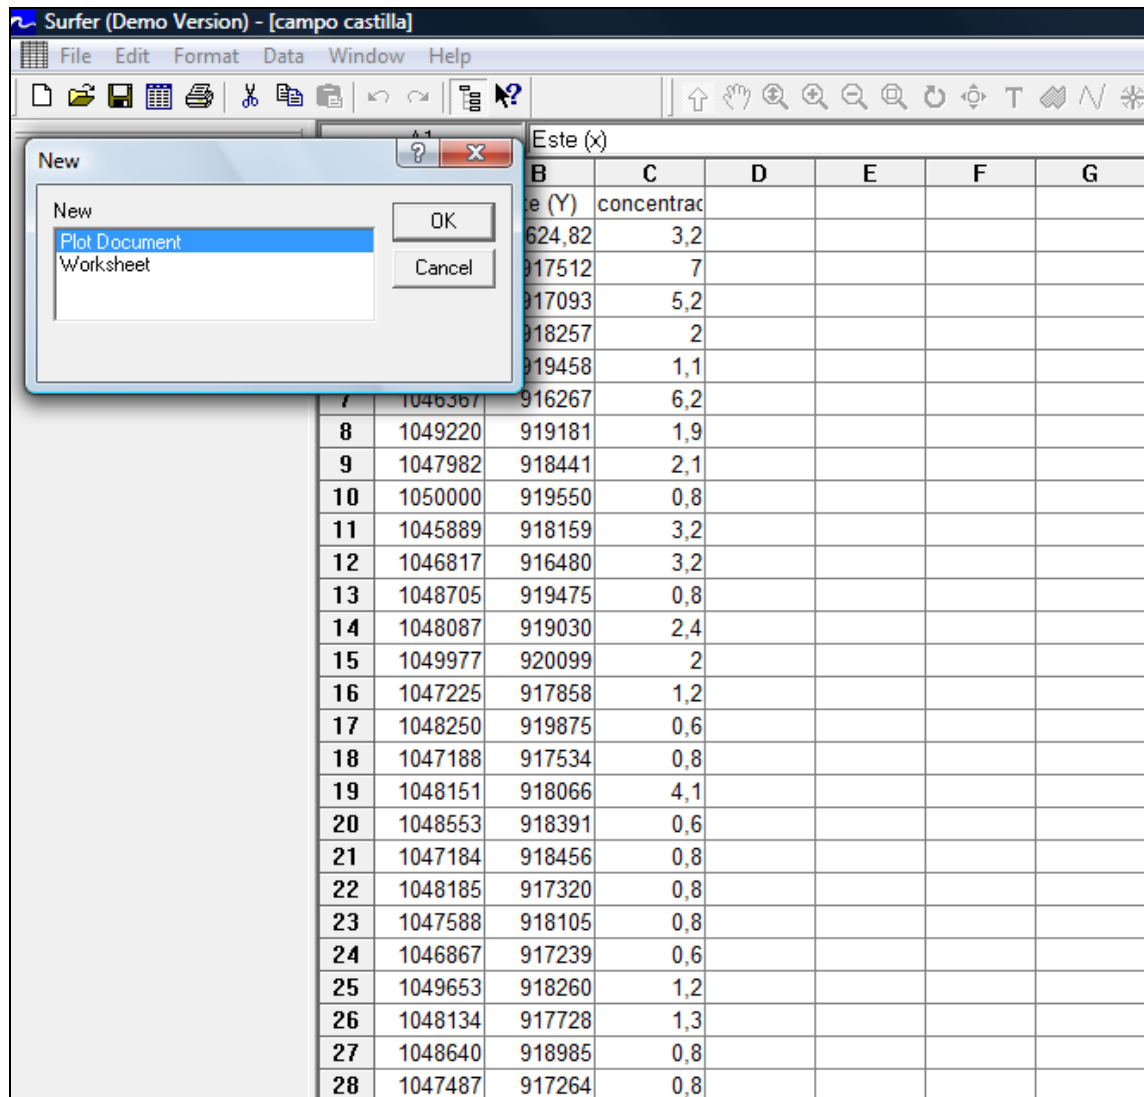 Surfer (Demo Version) - [campo castilla]
File Edit Format Data Window Help
Este (x)
New
New
Plot Document
Worksheet
OK
Cancel
B C D E F G
(Y) concentrac
624,82 3,2
917512 7
917093 5,2
918257 2
919458 1,1
7 1046367 916267 6,2
8 1049220 919181 1,9
9 1047982 918441 2,1
10 1050000 919550 0,8
11 1045889 918159 3,2
12 1046817 916480 3,2
13 1048705 919475 0,8
14 1048087 919030 2,4
15 1049977 920099 2
16 1047225 917858 1,2
17 1048250 919875 0,6
18 1047188 917534 0,8
19 1048151 918066 4,1
20 1048553 918391 0,6
21 1047184 918456 0,8
22 1048185 917320 0,8
23 1047588 918105 0,8
24 1046867 917239 0,6
25 1049653 918260 1,2
26 1048134 917728 1,3
27 1048640 918985 0,8
28 1047487 917264 0,8